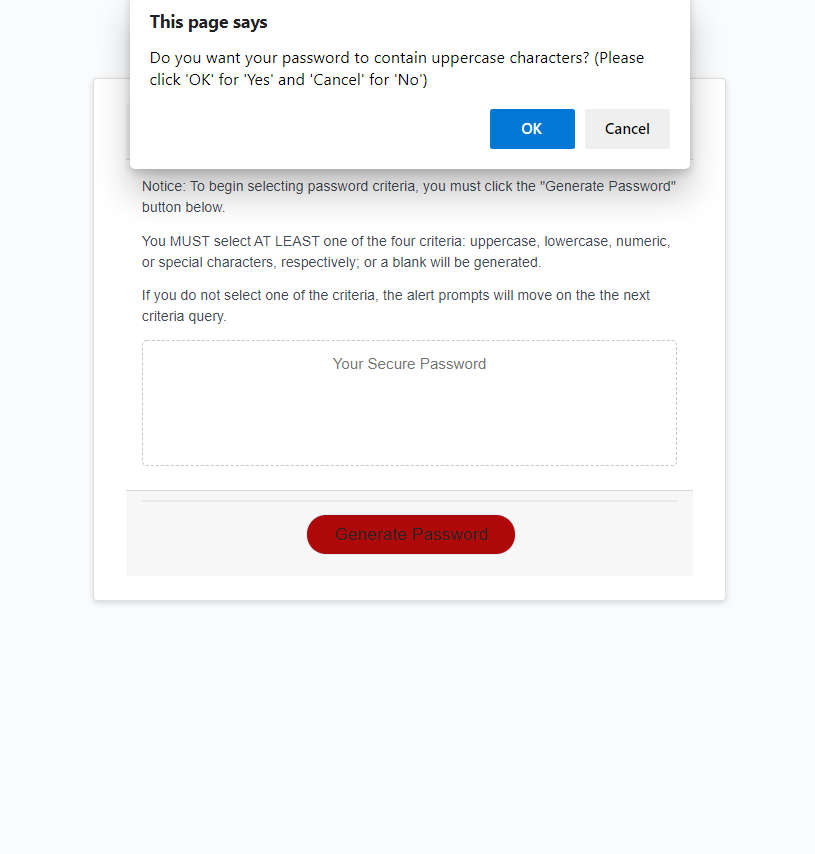 This page says
Do you want your password to contain uppercase characters? (Please
click 'OK' for 'Yes' and 'Cancel' for 'No')
OK
Cancel
Notice: To begin selecting password criteria, you must click the "Generate Password"
button below.
You MUST select AT LEAST one of the four criteria: uppercase, lowercase, numeric,
or special characters, respectively; or a blank will be generated.
If you do not select one of the criteria, the alert prompts will move on the the next
criteria query.
Your Secure Password
Generate Password